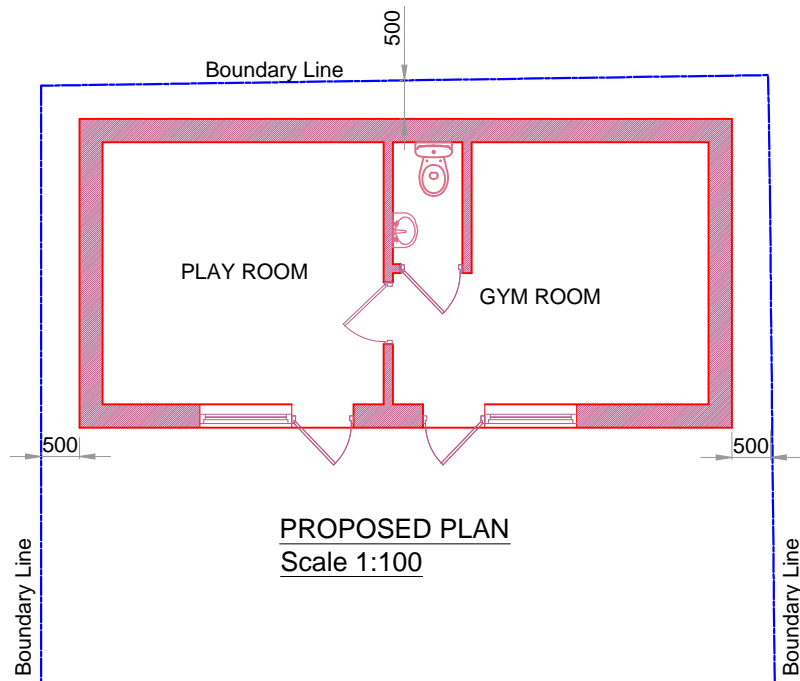 500
Boundary Line
PLAY ROOM
GYM ROOM
500
500
PROPOSED PLAN
Scale 1:100
Boundary Line
Boundary Line